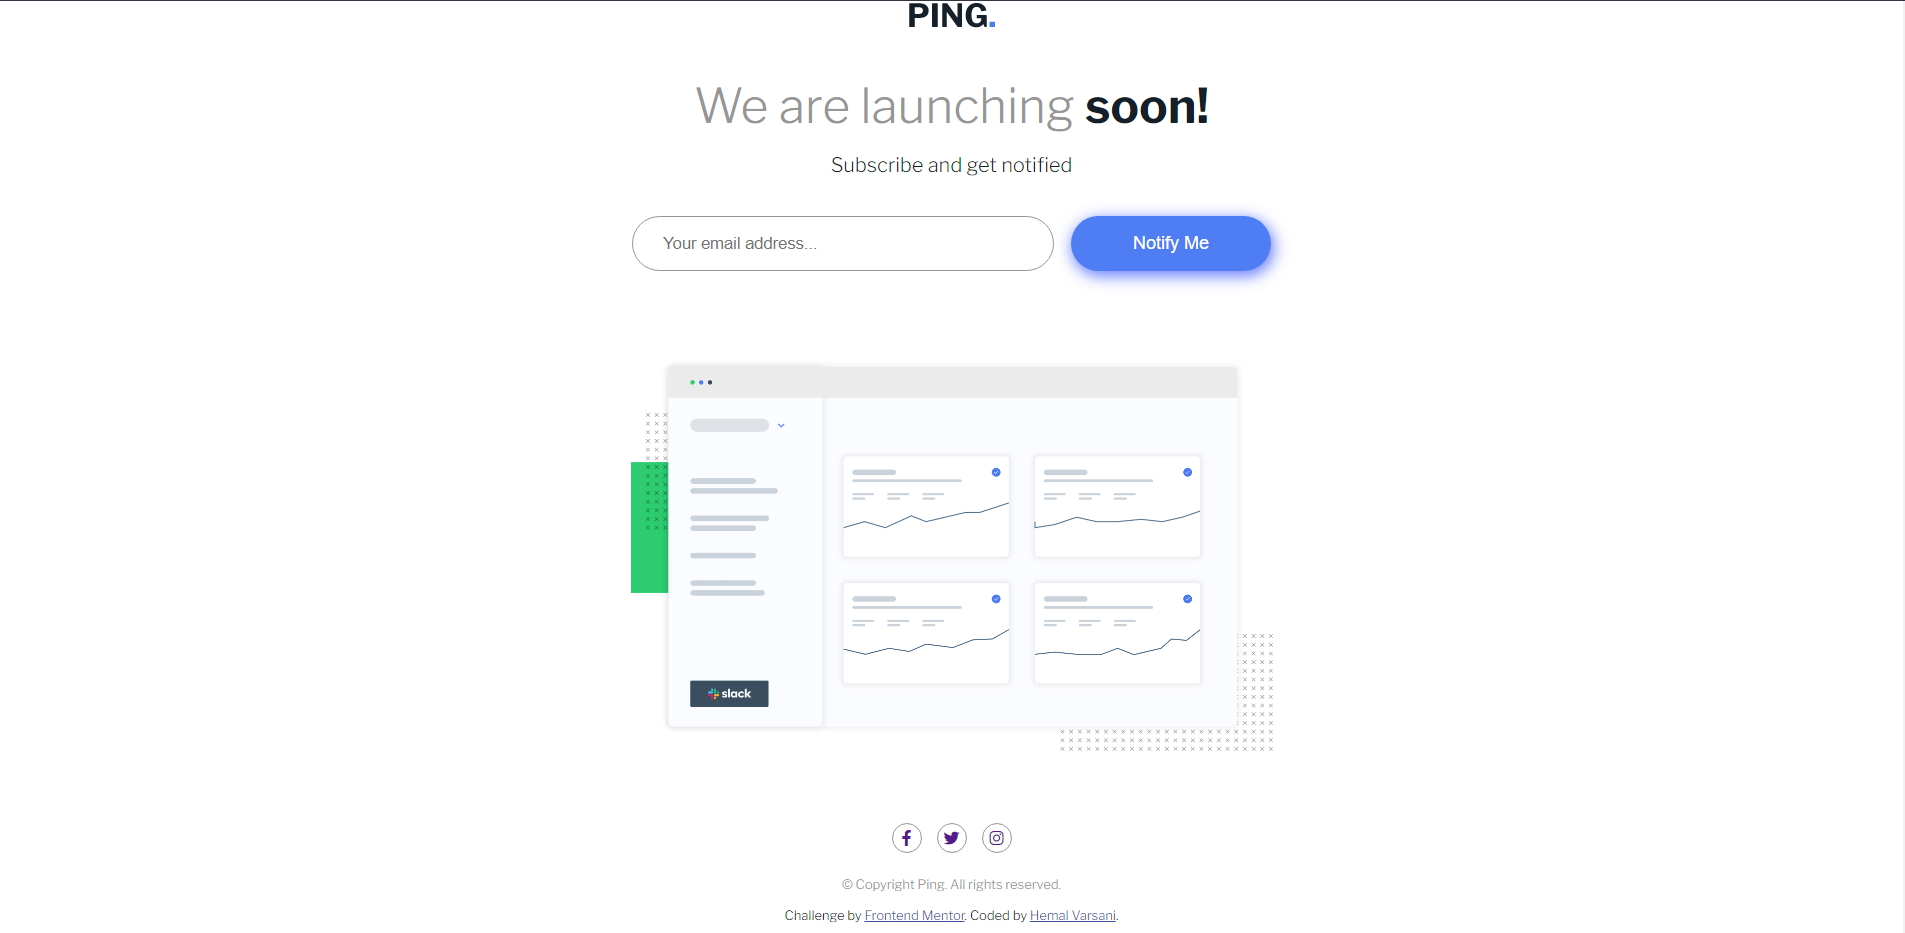 PING.
We are launching soon!
Subscribe and get notified
Your email address...
Notify Me
slack
© Copyright Ping. All rights reserved.
Challenge by Frontend Mentor. Coded by Hemal Varsani.